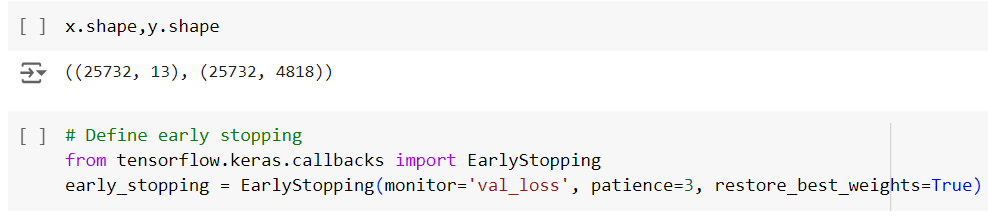 [ ] x.shape,y.shape
((25732, 13), (25732, 4818))
[ ] # Define early stopping
from tensorflow.keras.callbacks import EarlyStopping
early_stopping = EarlyStopping(monitor='val_loss', patience=3, restore_best_weights=True)